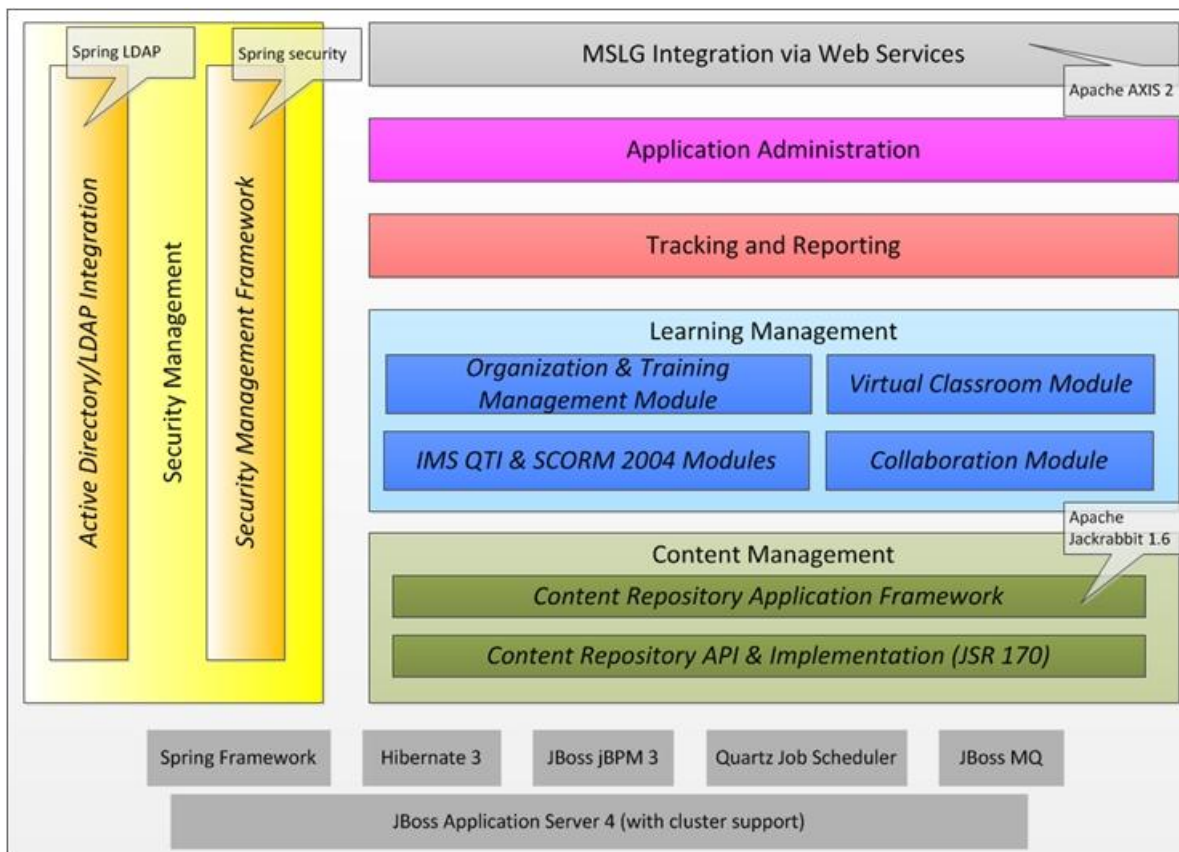 Spring LDAP
Spring security
Active Directory/LDAP Integration
Security Management
Security Management Framework
MSLG Integration via Web Services
Apache AXIS 2
Application Administration
Tracking and Reporting
Learning Management
Organization & Training
Management Module
Virtual Classroom Module
IMS QTI & SCORM 2004 Modules
Collaboration Module
Apache
Jackrabbit 1.6
Content Management
Content Repository Application Framework
Content Repository API & Implementation (JSR 170)
Spring Framework
Hibernate 3
JBoss jBPM 3
Quartz Job Scheduler
JBoss MQ
JBoss Application Server 4 (with cluster support)